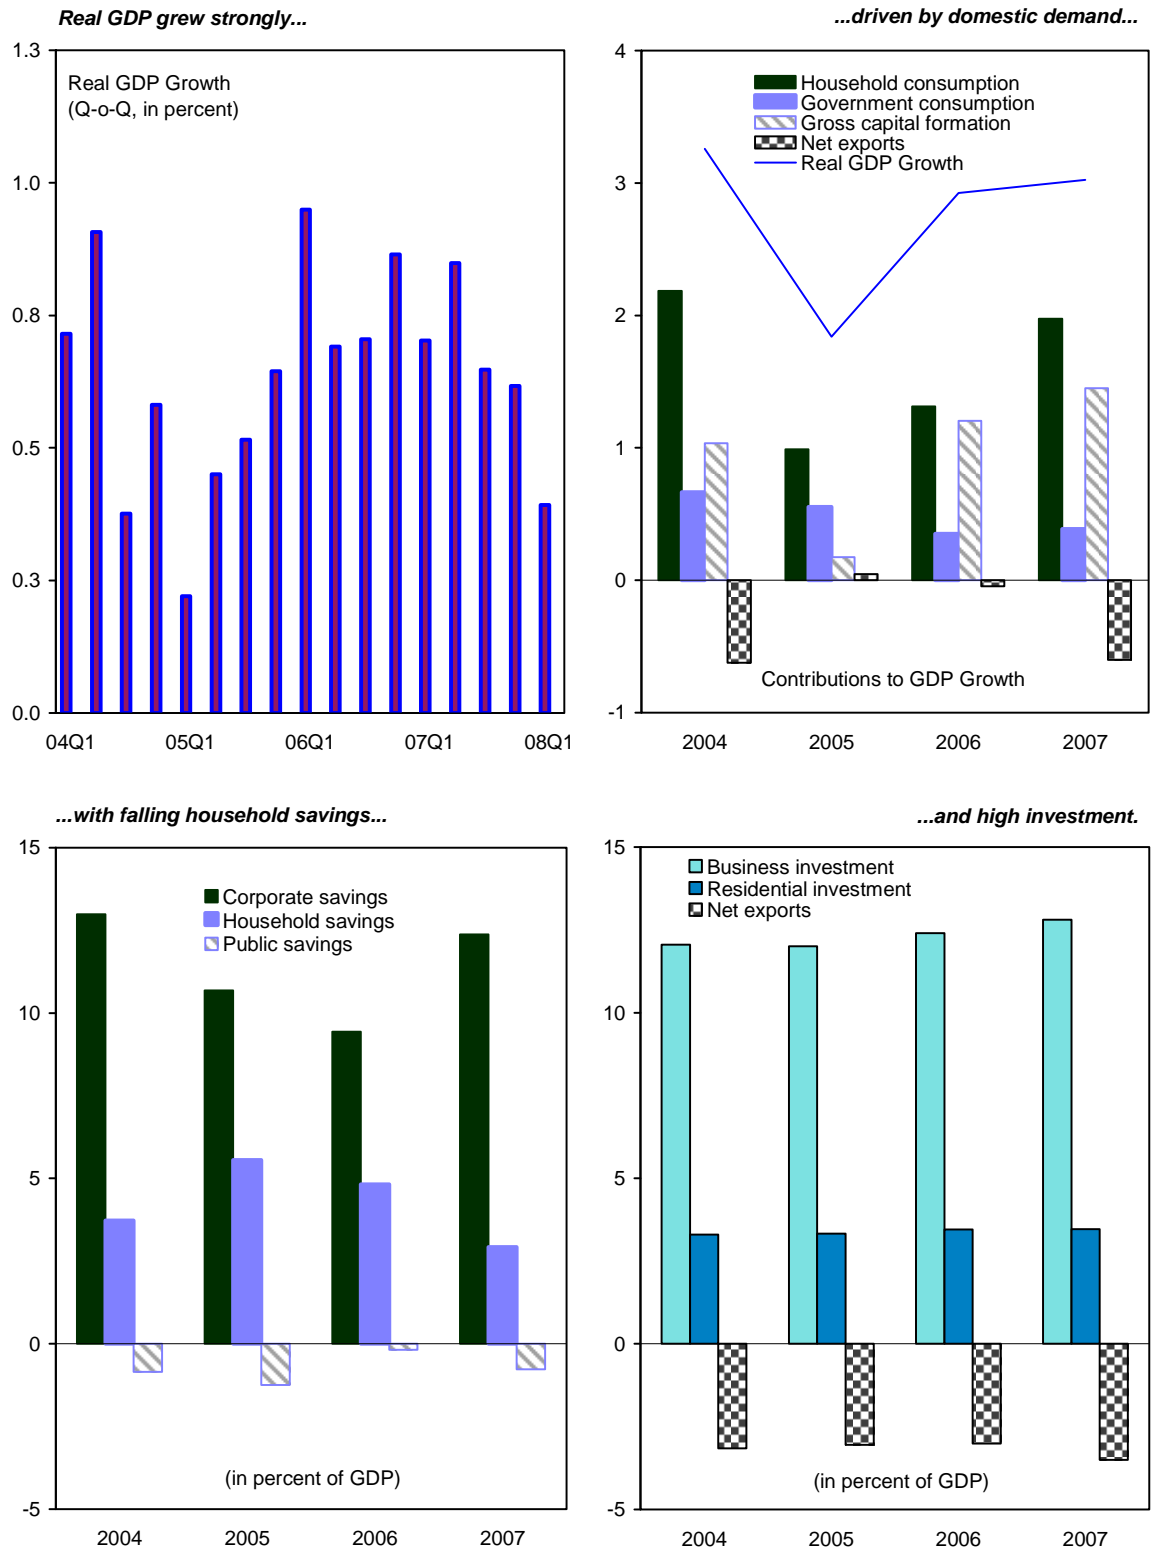 Real GDP grew strongly...
1.3
Real GDP Growth
(Q-o-Q, in percent)
1.0
0.8
0.5
0.3
0.0
04Q1 05Q1 06Q1 07Q1 08Q1
...driven by domestic demand...
4
Household consumption
Government consumption
Gross capital formation
Net exports
Real GDP Growth
3
2
1
0
Contributions to GDP Growth
-1
2004 2005 2006 2007
...with falling household savings...
15
Corporate savings
Household savings
Public savings
10
5
0
(in percent of GDP)
-5
2004 2005 2006 2007
...and high investment.
15
Business investment
Residential investment
Net exports
10
5
0
(in percent of GDP)
-5
2004 2005 2006 2007